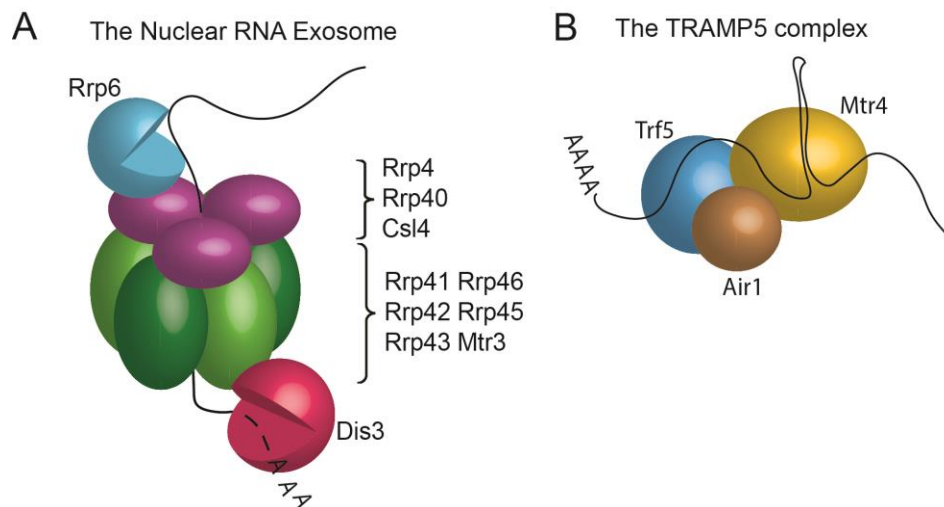 A
The Nuclear RNA Exosome
Rrp6
Rrp4
Rrp40
Csl4
Rrp41 Rrp46
Rrp42 Rrp45
Rrp43 Mtr3
Dis3
AAA
B
The TRAMP5 complex
Mtr4
Trf5
AAAA
Air1